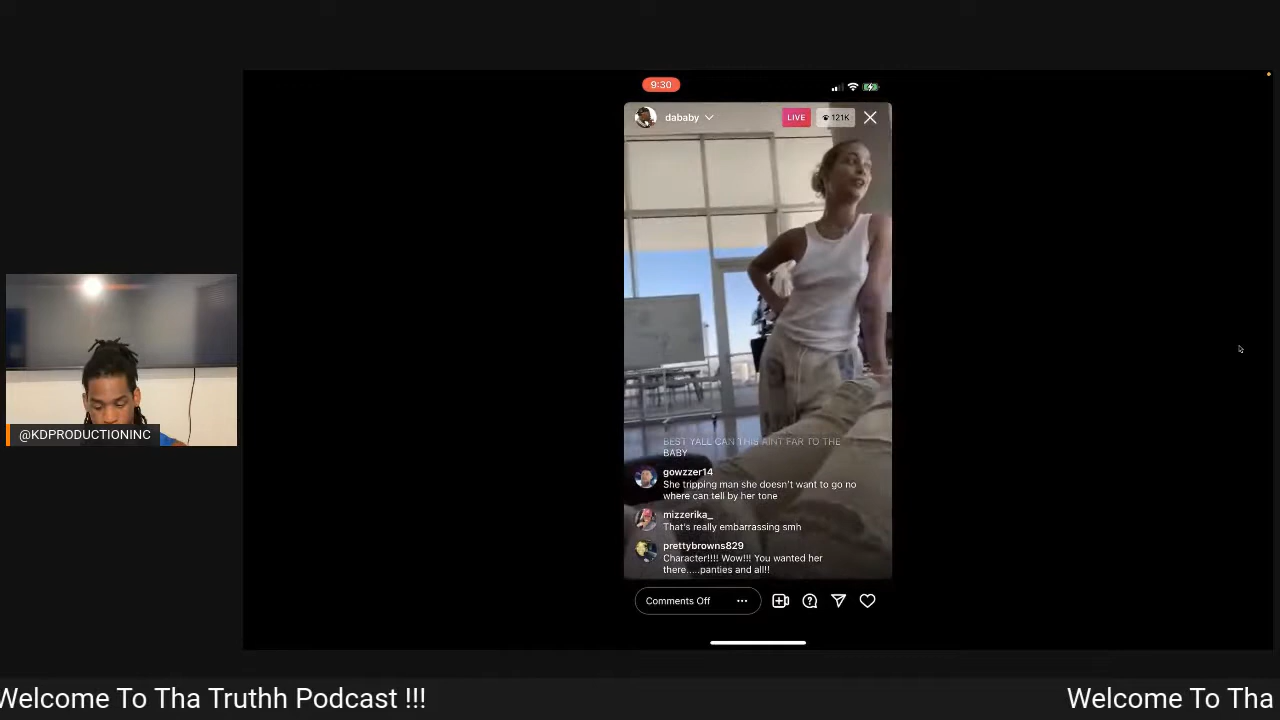 9:30
dababy
LIVE
121K
BEST YALL CAN THIS AINT FAR TO THE
BABY
gowzzer14
She tripping man she doesn't want to go no
where can tell by her tone
mizzerika_
That's really embarrassing smh
prettybrowns829
Character!!!! Wow!!! You wanted her
there.....panties and all!!
Comments Off
@KDPRODUCTIONINC
Welcome To Tha Truthh Podcast !!!
Welcome To Tha